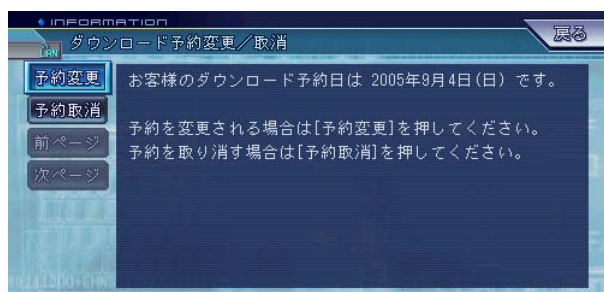 INFORMATION
LAN
ダウンロード予約変更／取消
戻る
予約変更
予約取消
前ページ
次ページ
お客様のダウンロード予約日は 2005年9月4日(日) です。
予約を変更される場合は[予約変更]を押してください。
予約を取り消す場合は[予約取消]を押してください。